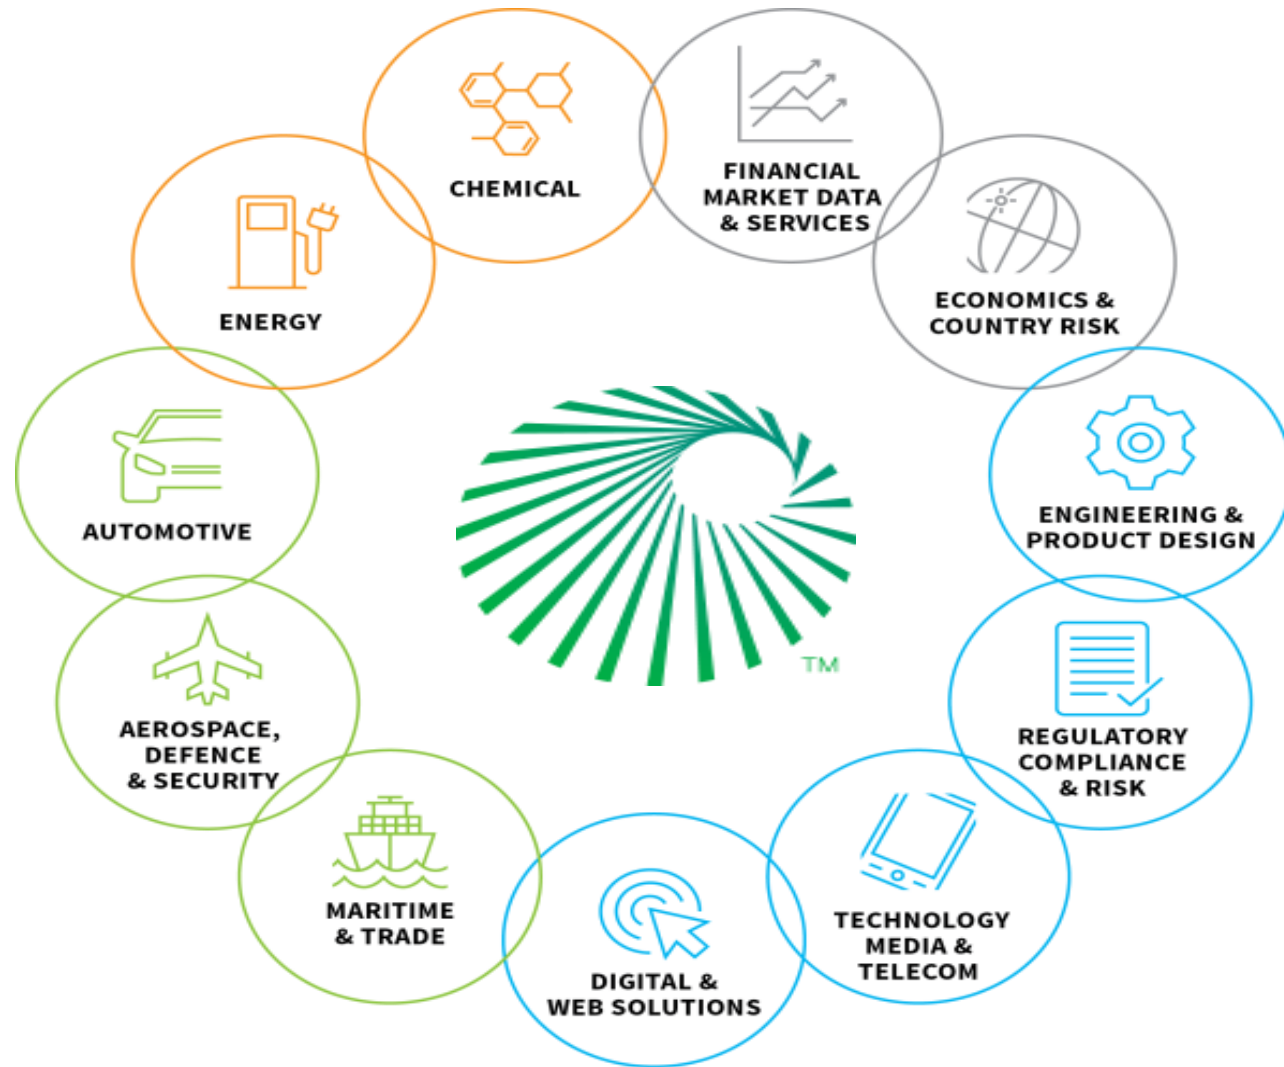 CHEMICAL
FINANCIAL
MARKET DATA
& SERVICES
ENERGY
ECONOMICS &
COUNTRY RISK
AUTOMOTIVE
ENGINEERING &
PRODUCT DESIGN
TM
AEROSPACE,
DEFENCE
& SECURITY
REGULATORY
COMPLIANCE
& RISK
MARITIME
& TRADE
TECHNOLOGY
MEDIA &
TELECOM
DIGITAL &
WEB SOLUTIONS